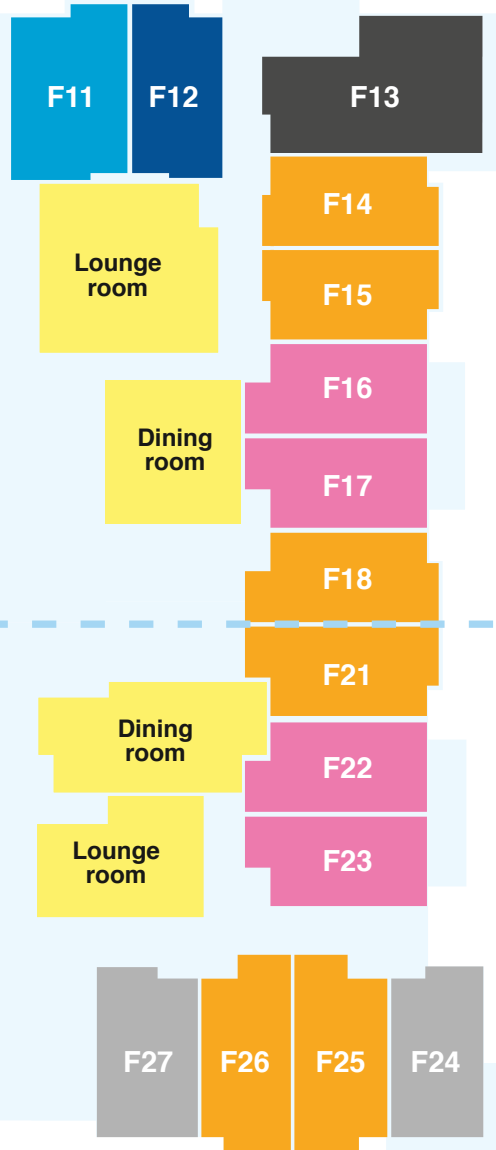 F11
F12
F13
F14
Lounge
room
F15
F16
Dining
room
F17
F18
F21
Dining
room
F22
Lounge
room
F23
F27
F26
F25
F24